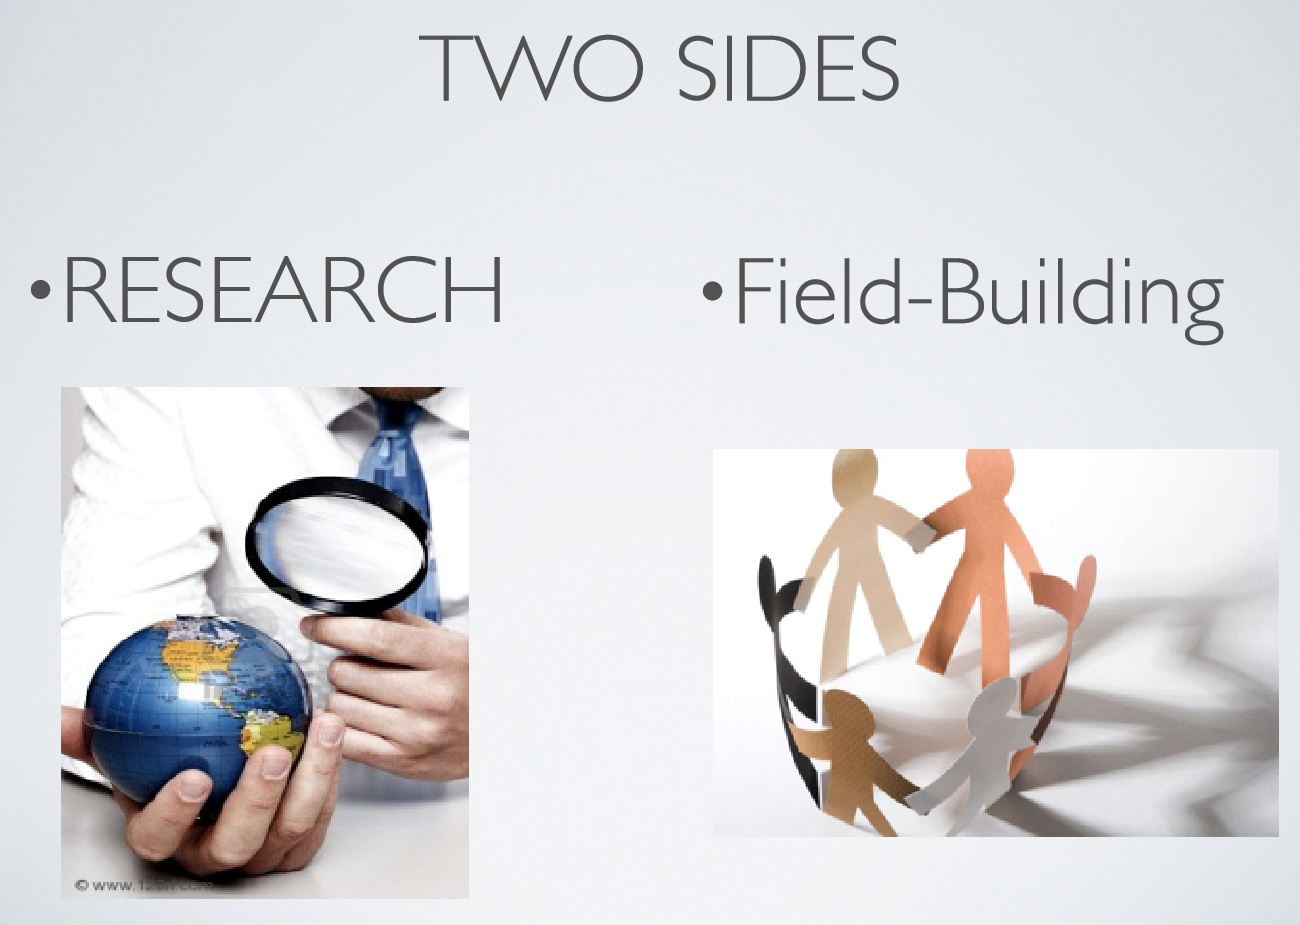 TWO SIDES
•RESEARCH
•Field-Building